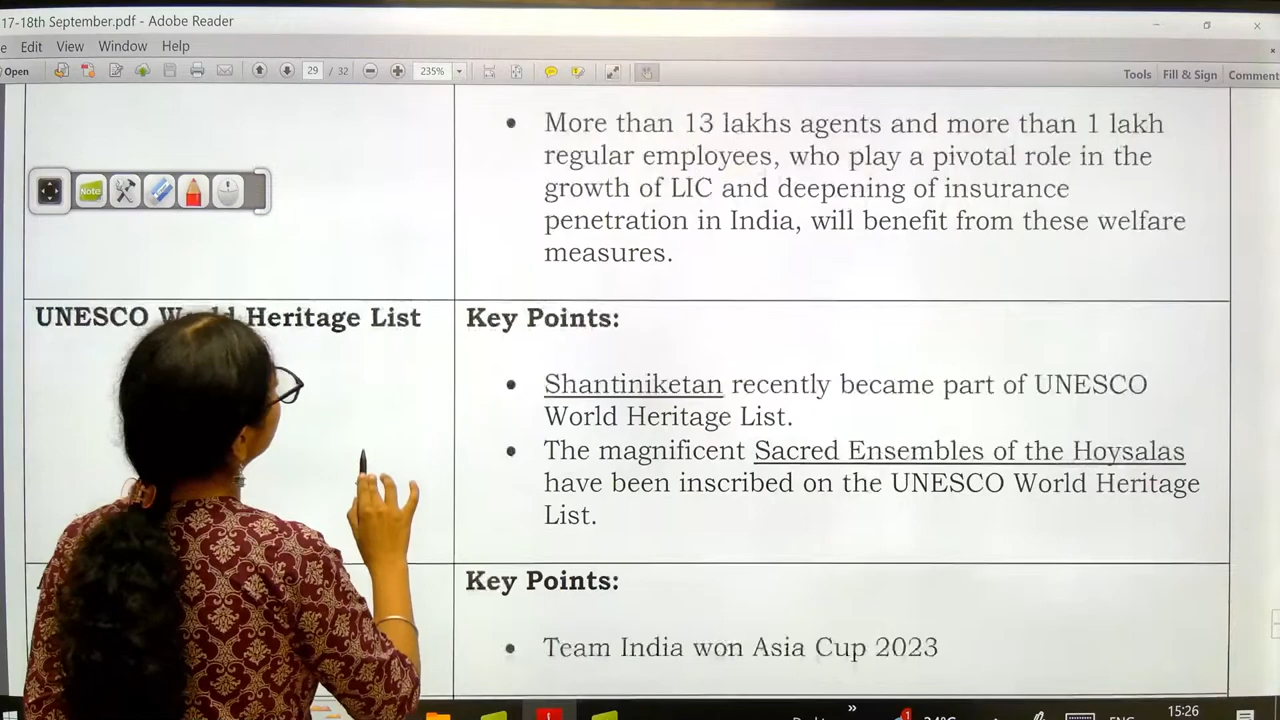 17-18th September.pdf - Adobe Reader
e Edit View Window Help
Open 29 / 32 235% Tools Fill & Sign Comment
• More than 13 lakhs agents and more than 1 lakh
regular employees, who play a pivotal role in the
growth of LIC and deepening of insurance
penetration in India, will benefit from these welfare
measures.
Note
UNESCO Heritage List
Key Points:
• Shantiniketan recently became part of UNESCO
World Heritage List.
• The magnificent Sacred Ensembles of the Hoysalas
have been inscribed on the UNESCO World Heritage
List.
Key Points:
• Team India won Asia Cup 2023
15:26